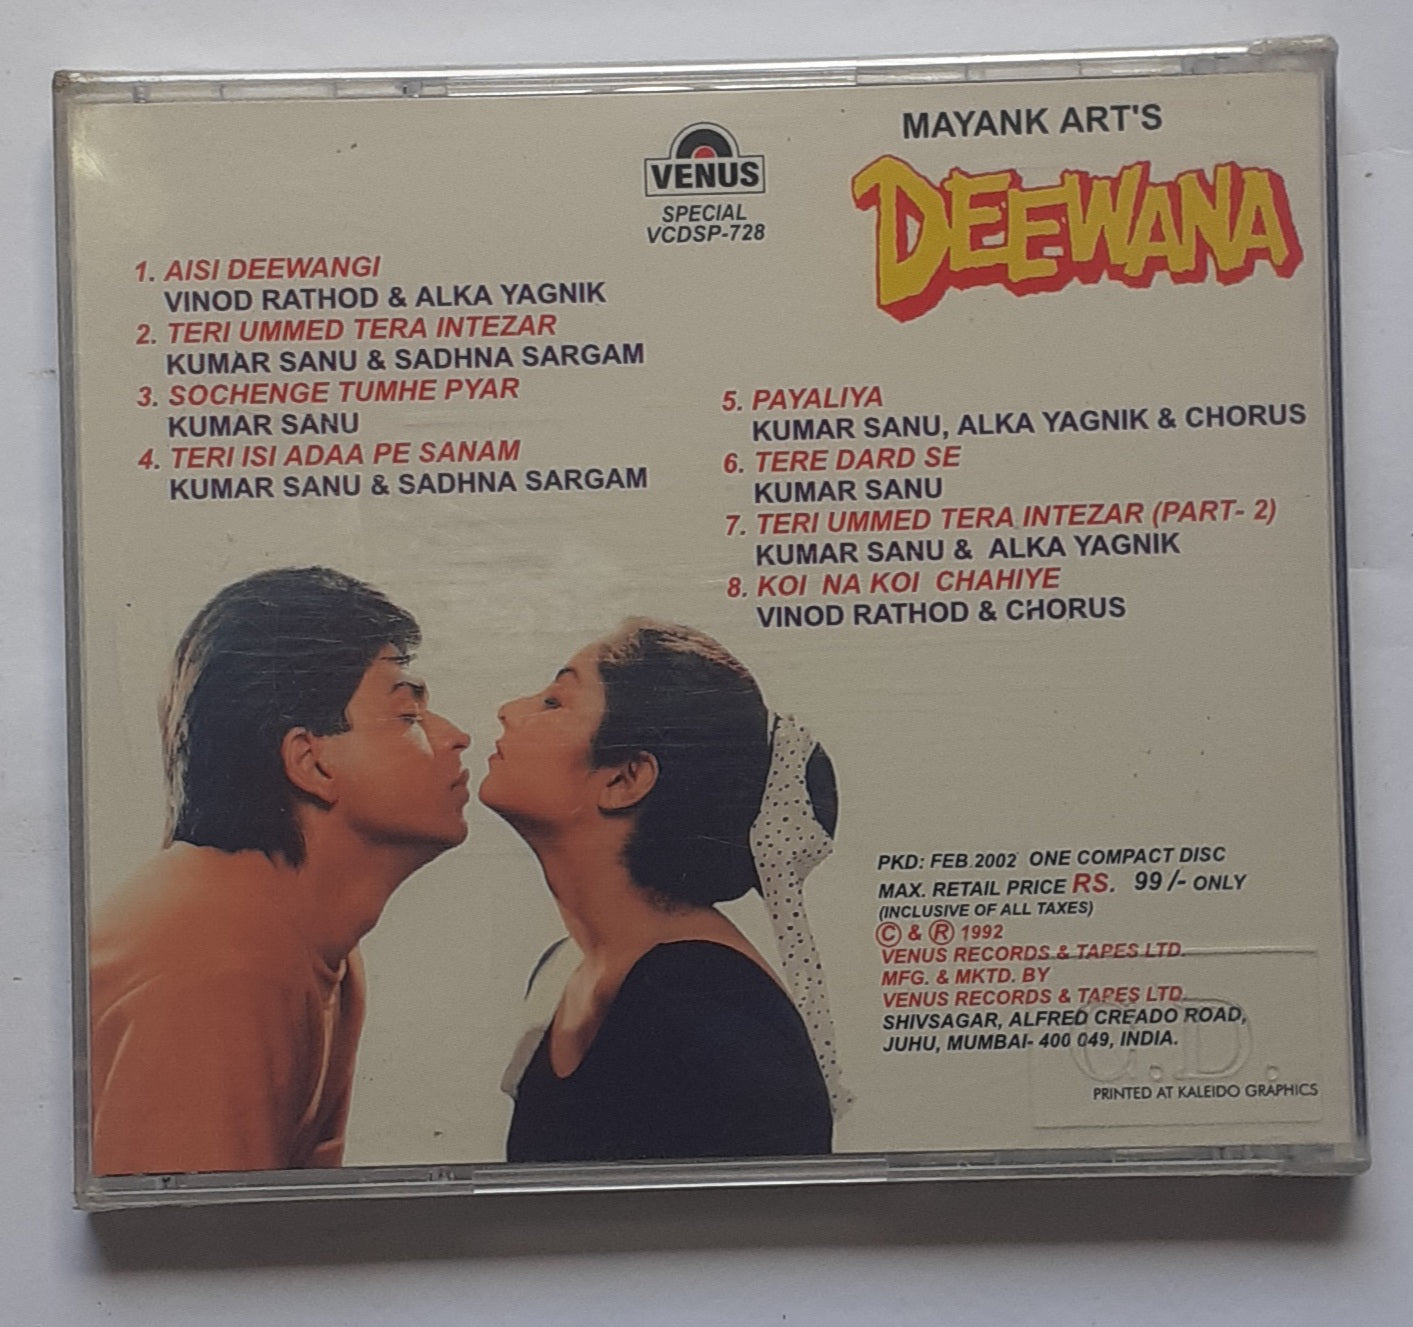 MAYANK ART'S
DEEWANA
VENUS
SPECIAL
VCDSP-728
1. AISI DEEWANGI
VINOD RATHOD & ALKA YAGNIK
2. TERI UMMED TERA INTEZAR
KUMAR SANU & SADHNA SARGAM
3. SOCHENGE TUMHE PYAR
KUMAR SANU
4. TERI ISI ADAA PE SANAM
KUMAR SANU & SADHNA SARGAM
5. PAYALIYA
KUMAR SANU, ALKA YAGNIK & CHORUS
6. TERE DARD SE
KUMAR SANU
7. TERI UMMED TERA INTEZAR (PART- 2)
KUMAR SANU & ALKA YAGNIK
8. KOI NA KOI CHAHIYE
VINOD RATHOD & CHORUS
PKD: FEB.2002 ONE COMPACT DISC
MAX. RETAIL PRICE RS. 99/- ONLY
(INCLUSIVE OF ALL TAXES)
© & ® 1992
VENUS RECORDS & TAPES LTD.
MFG. & MKTD. BY
VENUS RECORDS & TAPES LTD.
SHIVSAGAR, ALFRED CREADO ROAD,
JUHU, MUMBAI- 400 049, INDIA.
G.D.
PRINTED AT KALEIDO GRAPHICS